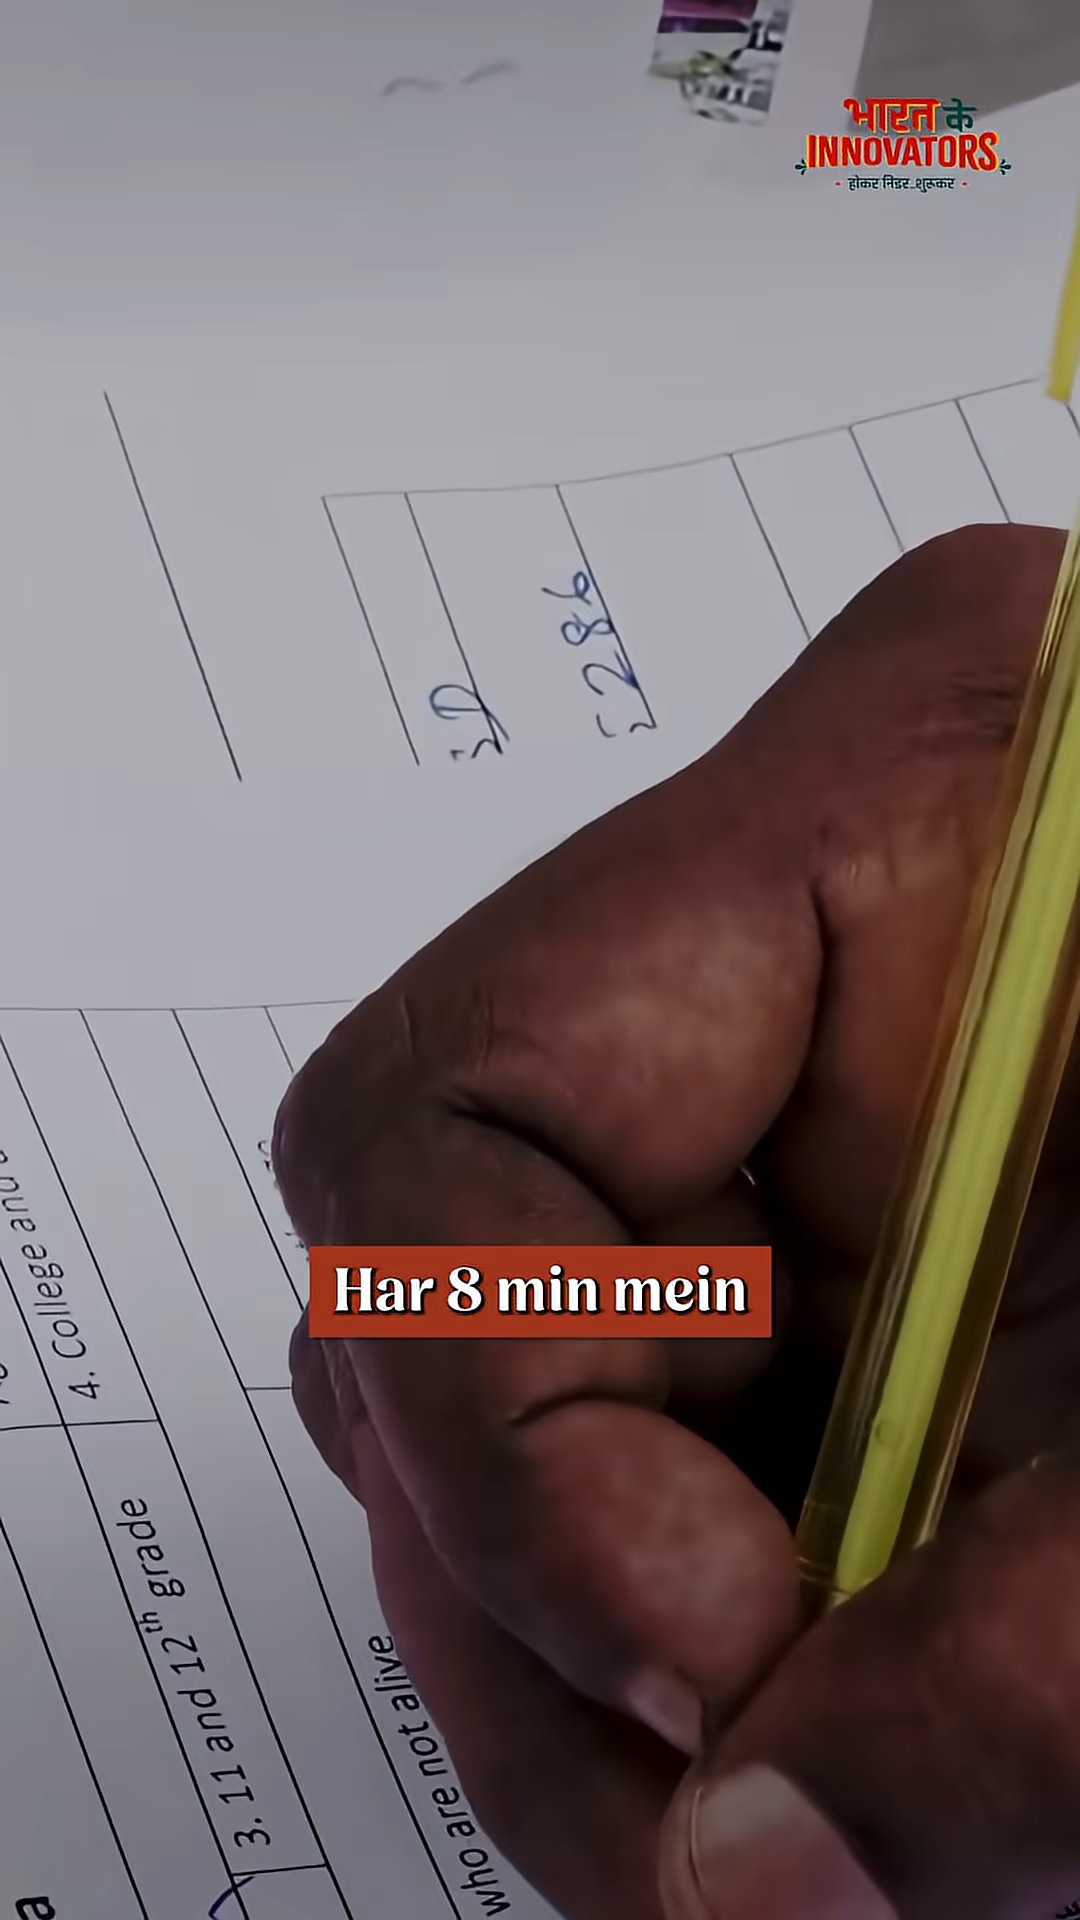 भारत के
INNOVATORS
- होकर निडर..शुरूकर -
286
Har 8 min mein
4. College and
3. 11 and 12th grade
who are not alive
a